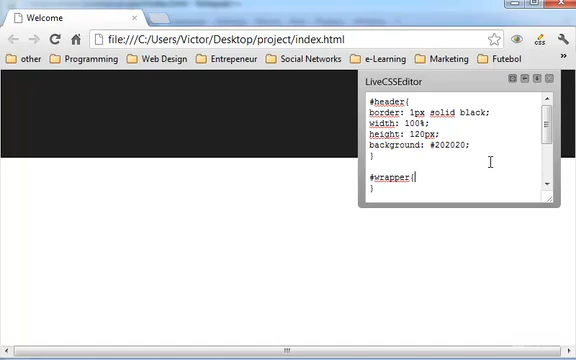 Welcome
file:///C:/Users/Victor/Desktop/project/index.html
css
other Programming Web Design Entrepeneur Social Networks e-Learning Marketing Futebol
LiveCSSEditor
#header{
border: 1px solid black;
width: 100%;
height: 120px;
background: #202020;
}
#wrapper{
}